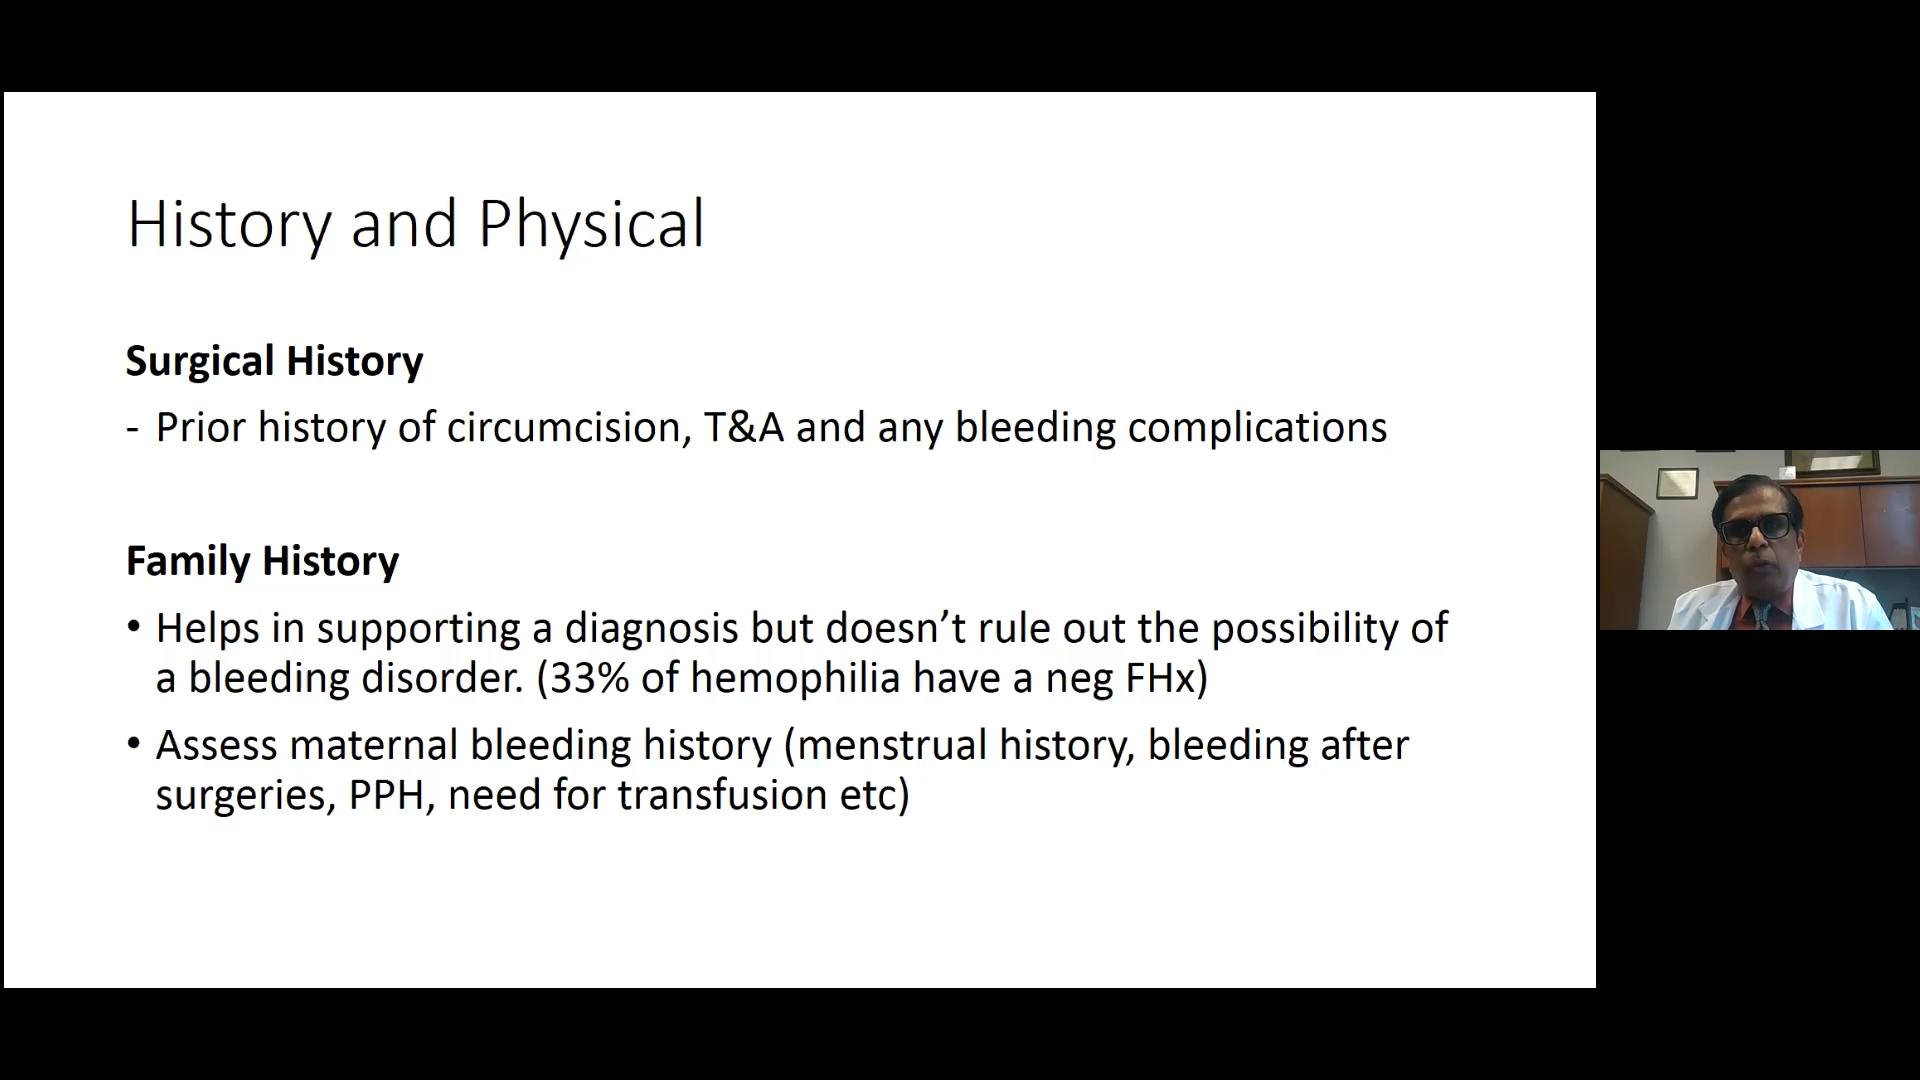 History and Physical
Surgical History
- Prior history of circumcision, T&A and any bleeding complications
Family History
• Helps in supporting a diagnosis but doesn’t rule out the possibility of
a bleeding disorder. (33% of hemophilia have a neg FHx)
• Assess maternal bleeding history (menstrual history, bleeding after
surgeries, PPH, need for transfusion etc)